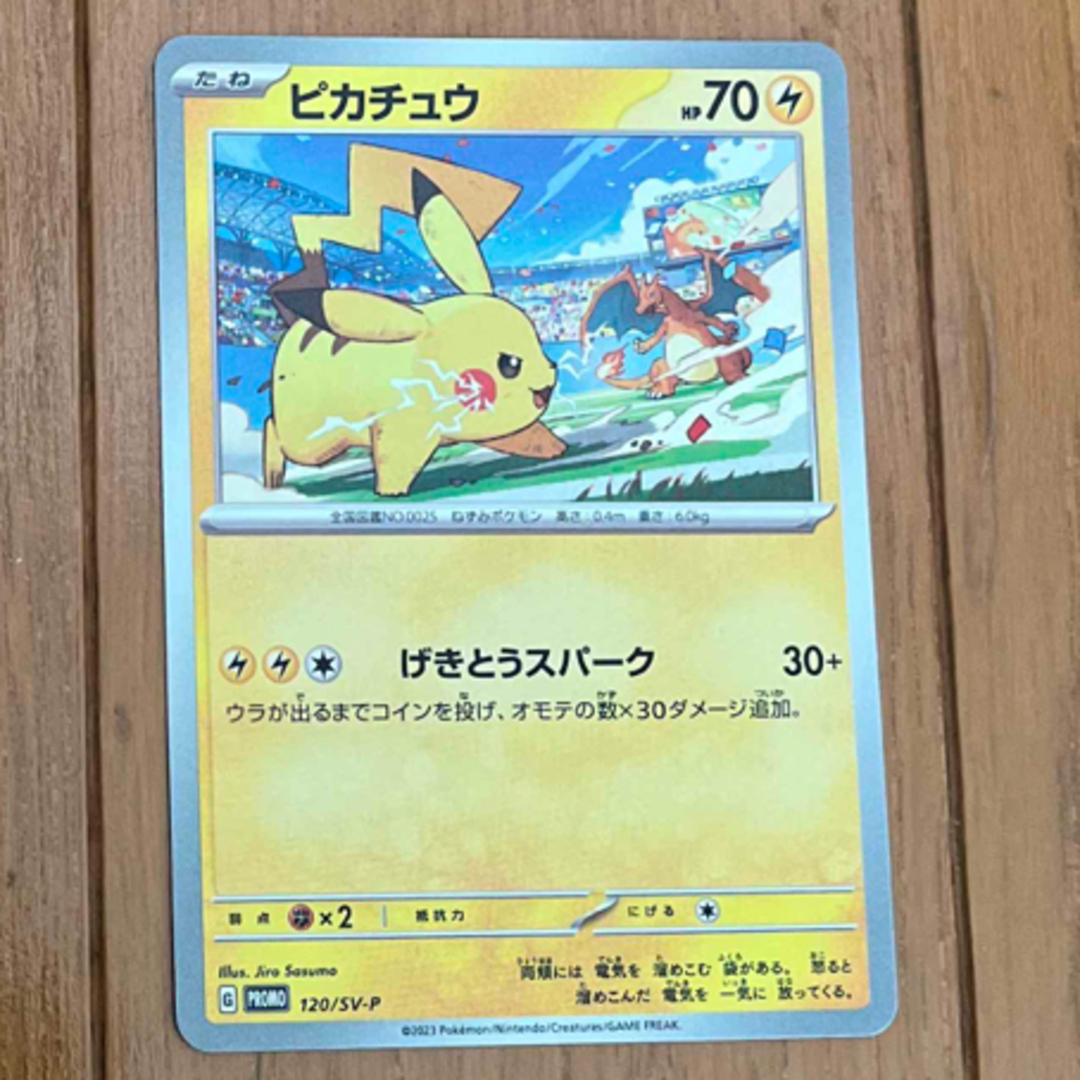 たね ピカチュウ HP70
全国図鑑NO.0025 ねずみポケモン 高さ:0.4m 重さ:6.0kg
げきとうスパーク 30+
ウラが出るまでコインを投げ、オモテの数×30ダメージ追加。
弱点 ×2 抵抗力 にげる
Illus. Jiro Sasumo
両頬には 電気を 溜めこむ 袋がある。 怒ると
溜めこんだ 電気を 一気に 放ってくる。
G PROMO 120/SV-P
©2023 Pokémon/Nintendo/Creatures/GAME FREAK.